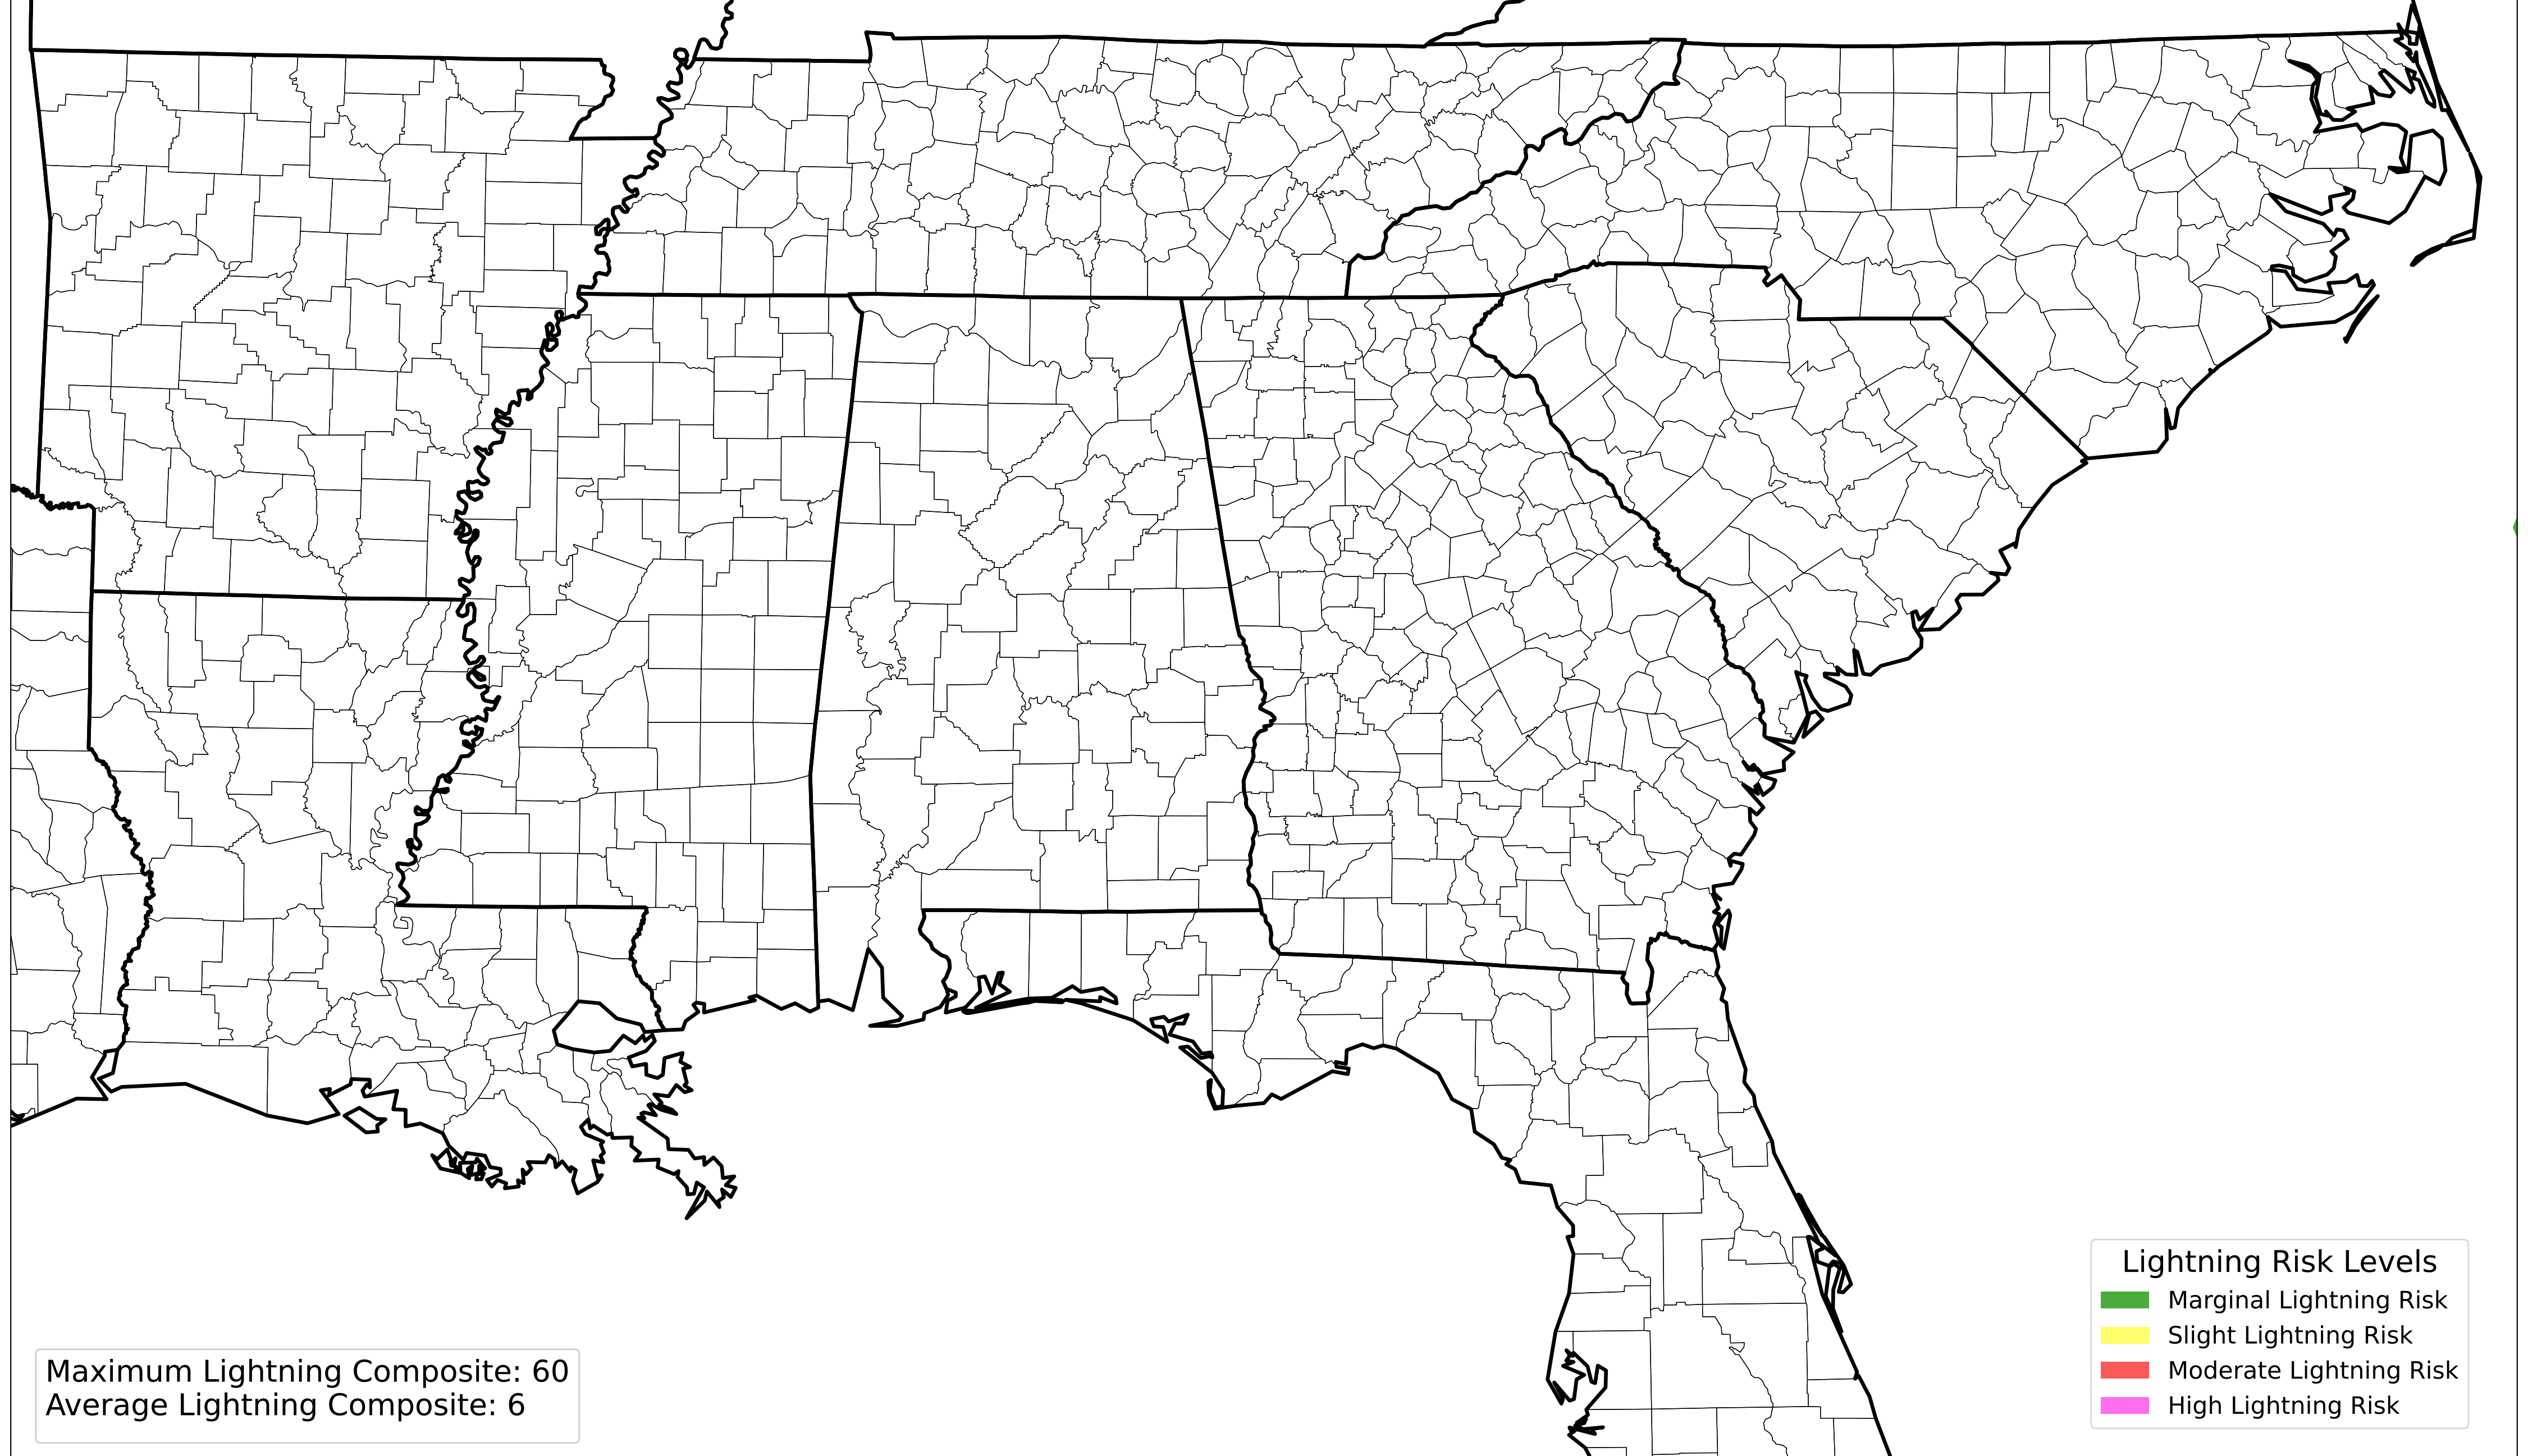 Lightning Risk Levels
Marginal Lightning Risk
Slight Lightning Risk
Moderate Lightning Risk
High Lightning Risk
Maximum Lightning Composite: 60
Average Lightning Composite: 6